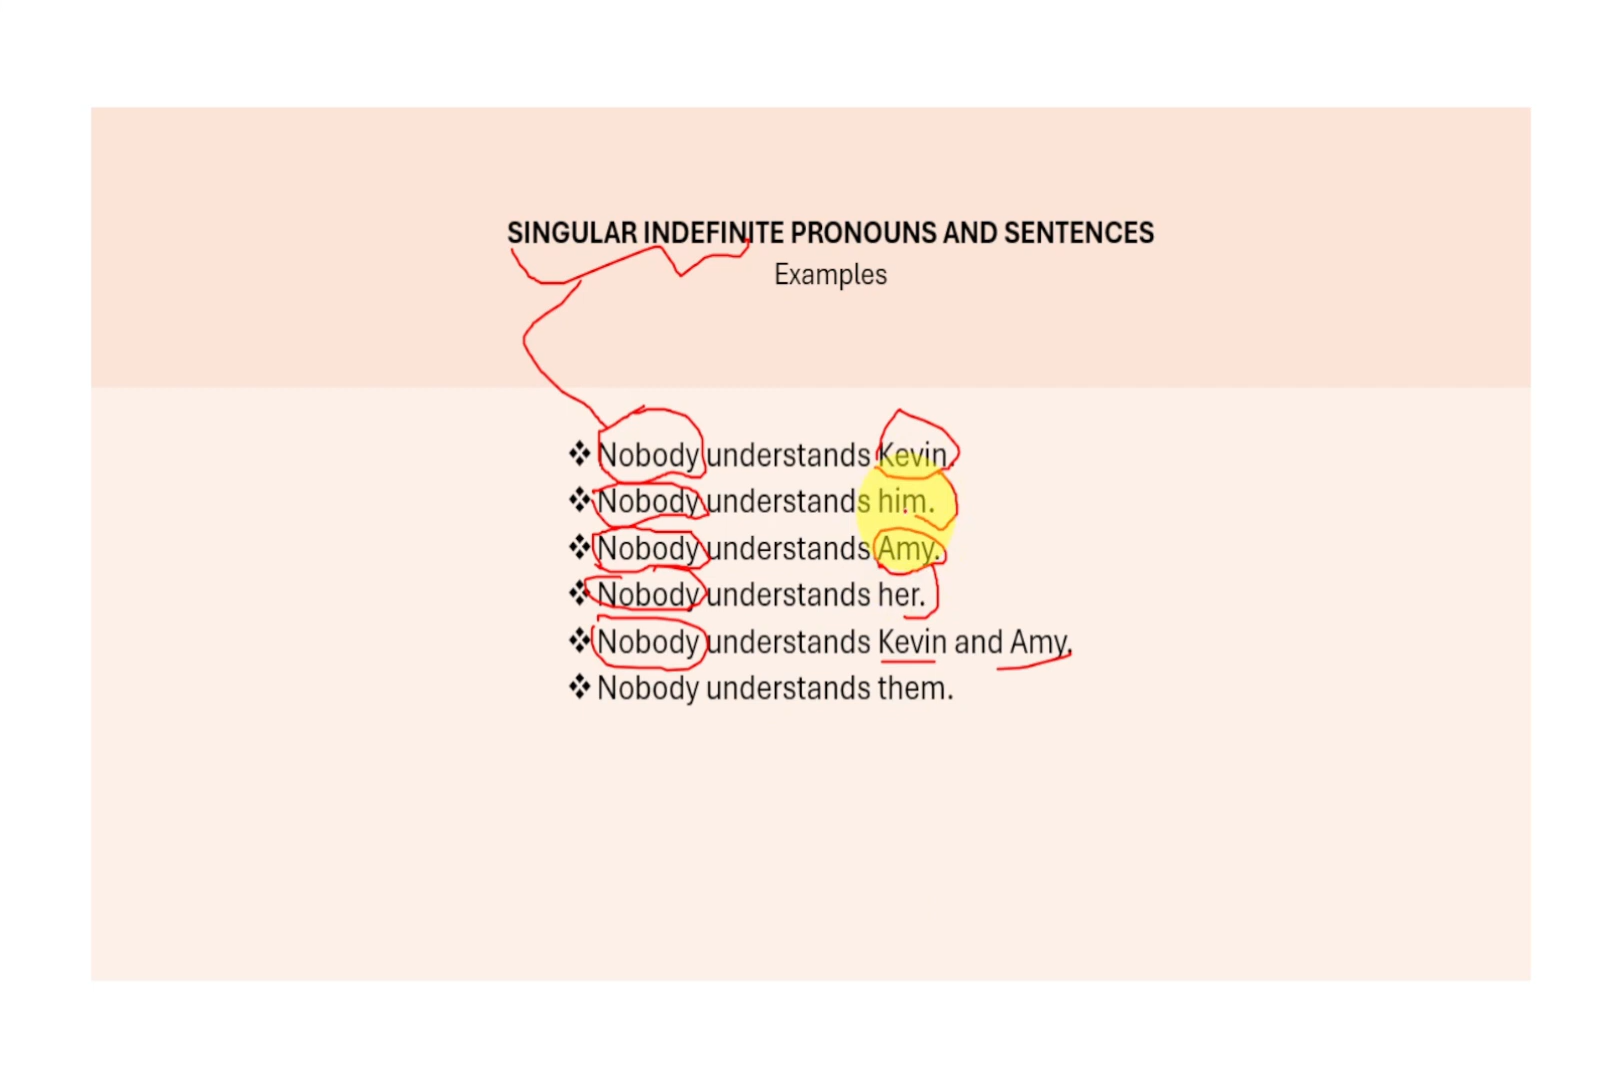 SINGULAR INDEFINITE PRONOUNS AND SENTENCES
Examples
❖ Nobody understands Kevin.
❖ Nobody understands him.
❖ Nobody understands Amy.
❖ Nobody understands her.
❖ Nobody understands Kevin and Amy.
❖ Nobody understands them.